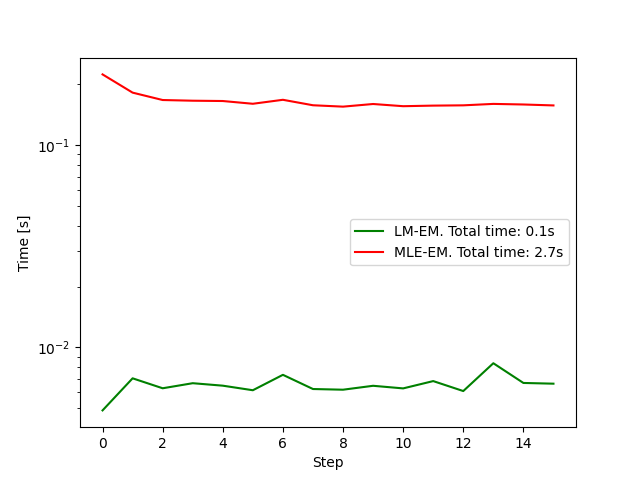 10⁻¹
10⁻²
Time [s]
LM-EM. Total time: 0.1s
MLE-EM. Total time: 2.7s
0 2 4 6 8 10 12 14
Step